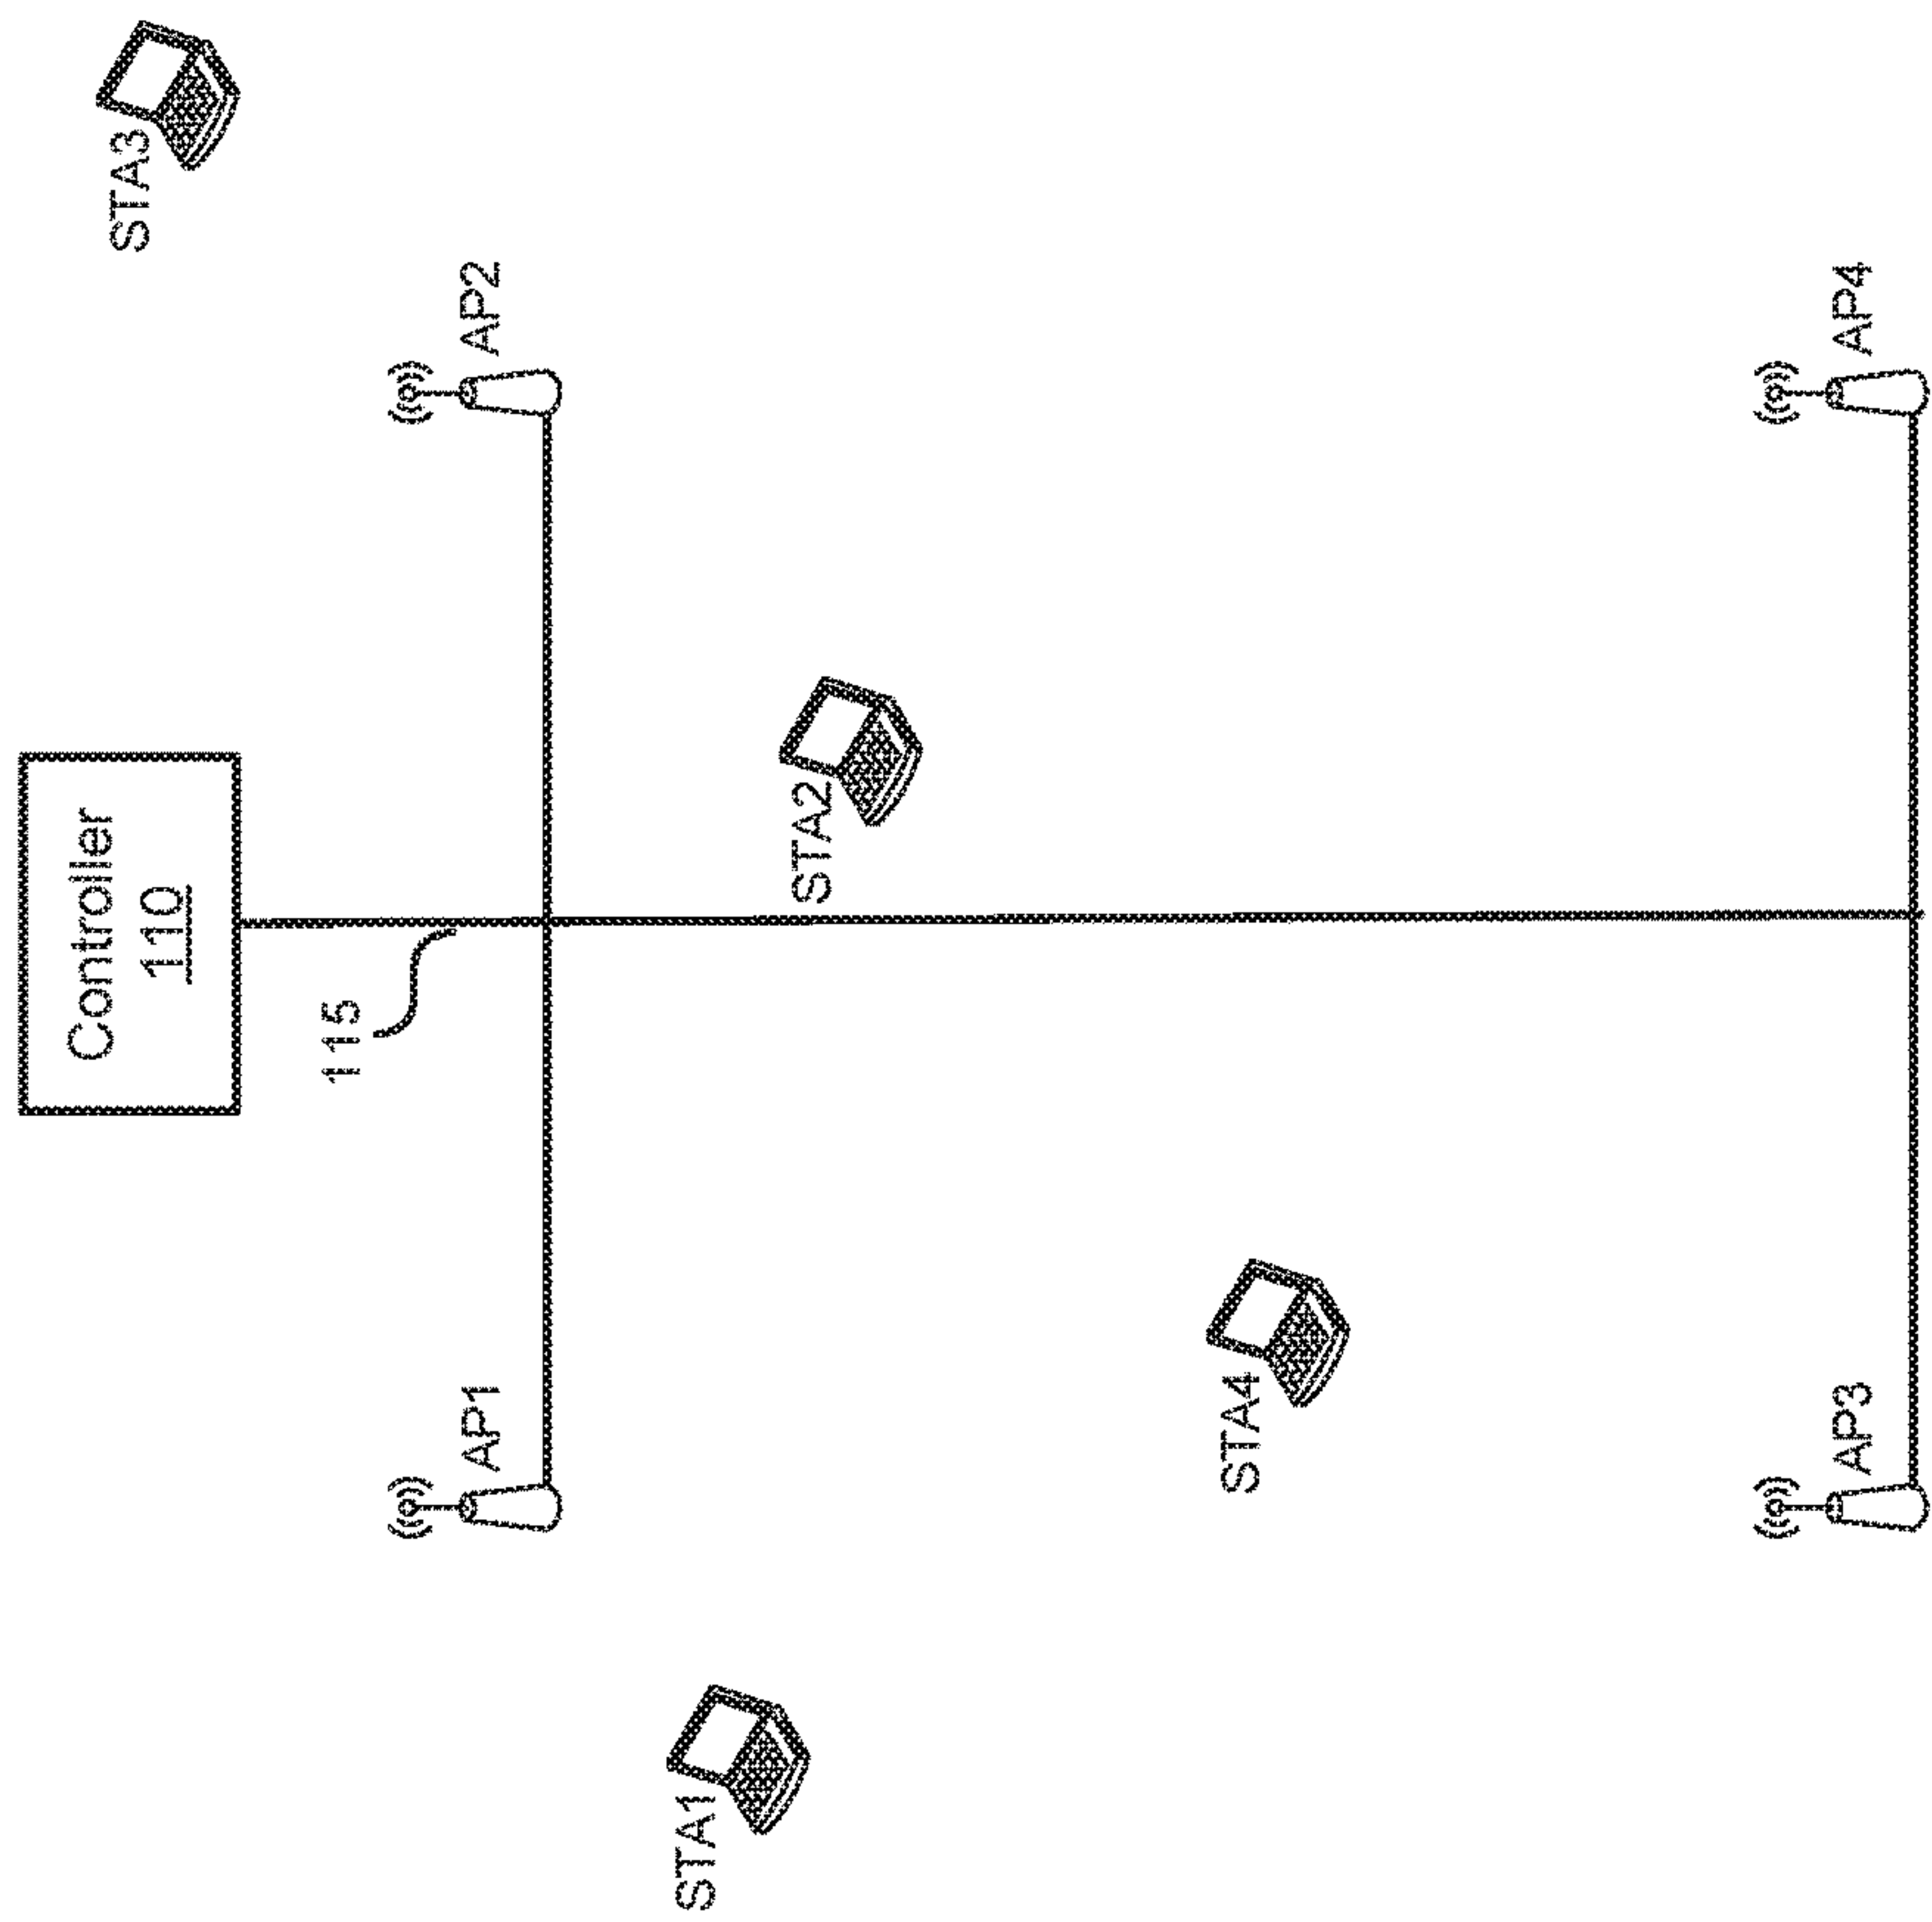 Controller
110
115
AP1
AP2
STA3
STA1
STA2
STA4
AP3
AP4